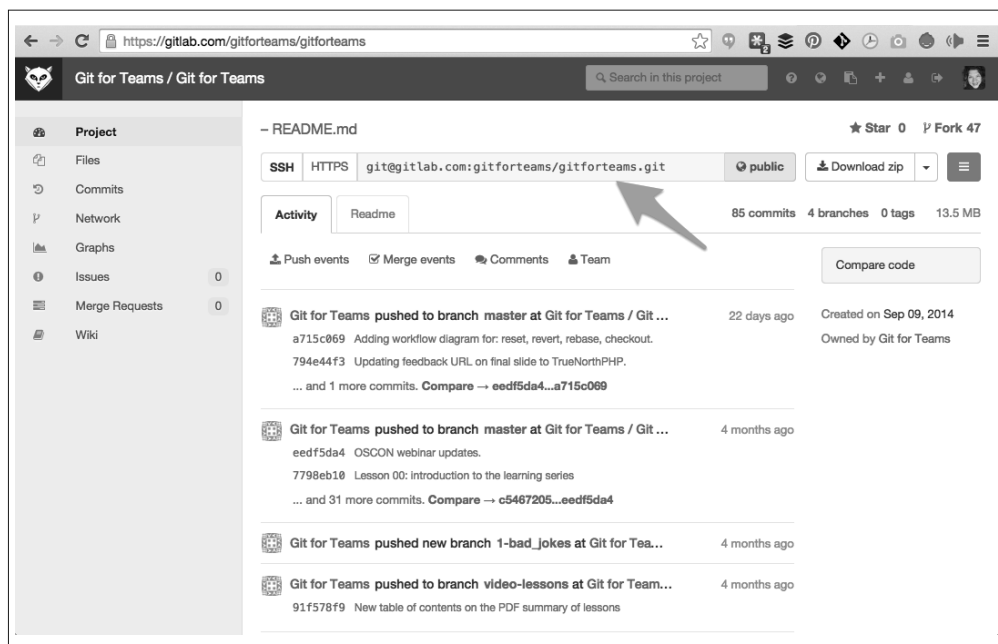 https://gitlab.com/gitforteams/gitforteams
2
Git for Teams / Git for Teams
Search in this project
Project
Files
Commits
Network
Graphs
Issues 0
Merge Requests 0
Wiki
– README.md
Star 0 Fork 47
SSH HTTPS git@gitlab.com:gitforteams/gitforteams.git public Download zip
Activity Readme 85 commits 4 branches 0 tags 13.5 MB
Push events Merge events Comments Team
Compare code
Created on Sep 09, 2014
Owned by Git for Teams
Git for Teams pushed to branch master at Git for Teams / Git ... 22 days ago
a715c069 Adding workflow diagram for: reset, revert, rebase, checkout.
794e44f3 Updating feedback URL on final slide to TrueNorthPHP.
... and 1 more commits. Compare → eedf5da4...a715c069
Git for Teams pushed to branch master at Git for Teams / Git ... 4 months ago
eedf5da4 OSCON webinar updates.
7798eb10 Lesson 00: introduction to the learning series
... and 31 more commits. Compare → c5467205...eedf5da4
Git for Teams pushed new branch 1-bad_jokes at Git for Tea... 4 months ago
Git for Teams pushed to branch video-lessons at Git for Team... 4 months ago
91f578f9 New table of contents on the PDF summary of lessons